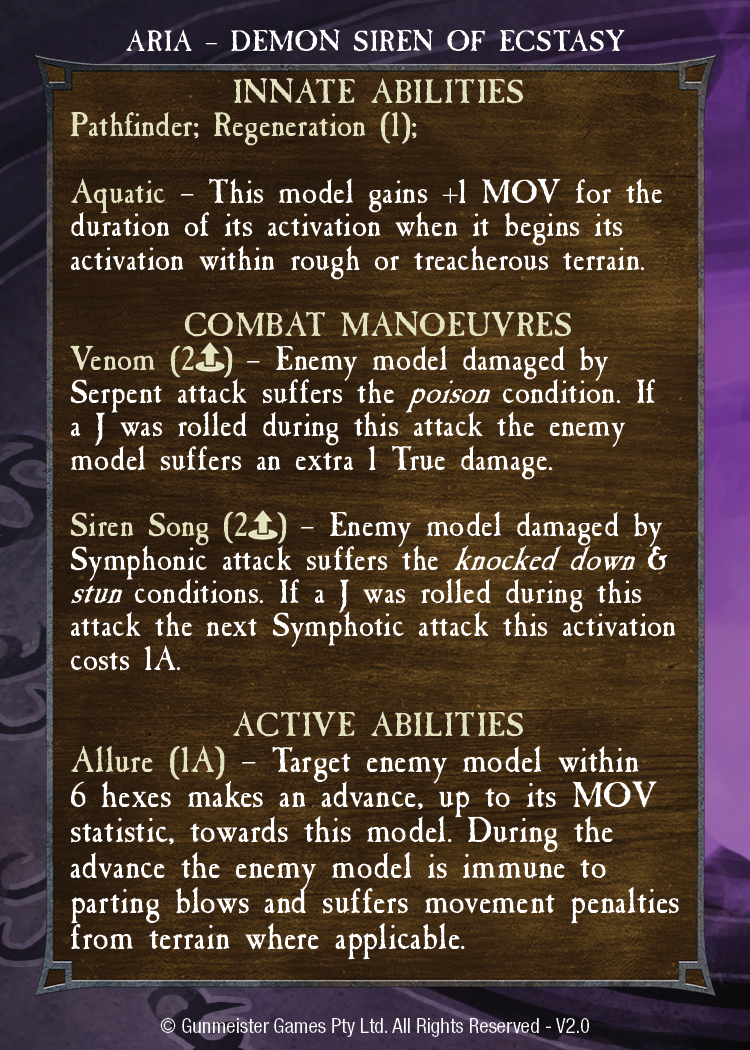 ARIA – DEMON SIREN OF ECSTASY
INNATE ABILITIES
Pathfinder; Regeneration (1);
Aquatic – This model gains +1 MOV for the
duration of its activation when it begins its
activation within rough or treacherous terrain.
COMBAT MANOEUVRES
Venom (2) – Enemy model damaged by
Serpent attack suffers the poison condition. If
a J was rolled during this attack the enemy
model suffers an extra 1 True damage.
Siren Song (2) – Enemy model damaged by
Symphonic attack suffers the knocked down &
stun conditions. If a J was rolled during this
attack the next Symphotic attack this activation
costs 1A.
ACTIVE ABILITIES
Allure (1A) – Target enemy model within
6 hexes makes an advance, up to its MOV
statistic, towards this model. During the
advance the enemy model is immune to
parting blows and suffers movement penalties
from terrain where applicable.
© Gunmeister Games Pty Ltd. All Rights Reserved - V2.0